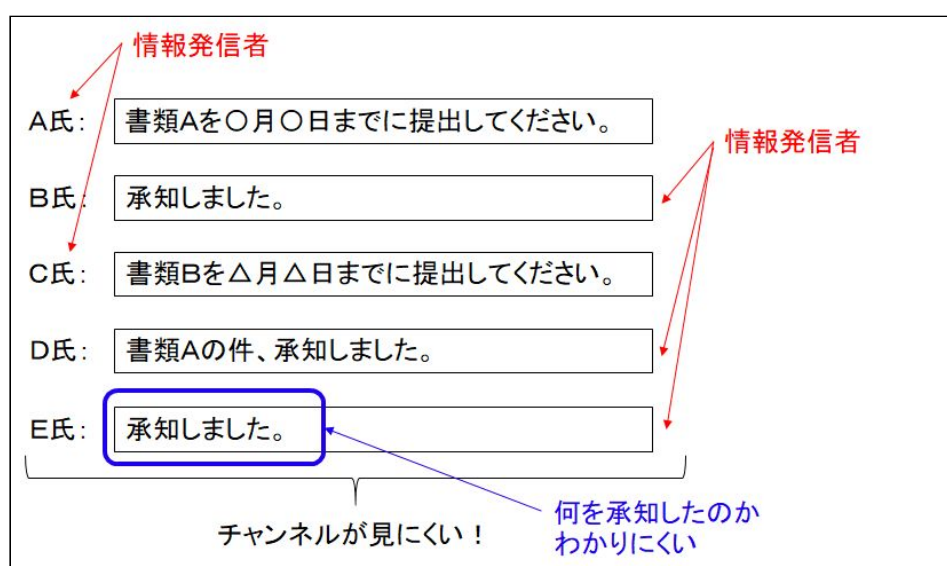 情報発信者
A氏: 書類Aを〇月〇日までに提出してください。
情報発信者
B氏: 承知しました。
C氏: 書類Bを△月△日までに提出してください。
D氏: 書類Aの件、承知しました。
E氏: 承知しました。
チャンネルが見にくい！
何を承知したのか
わかりにくい